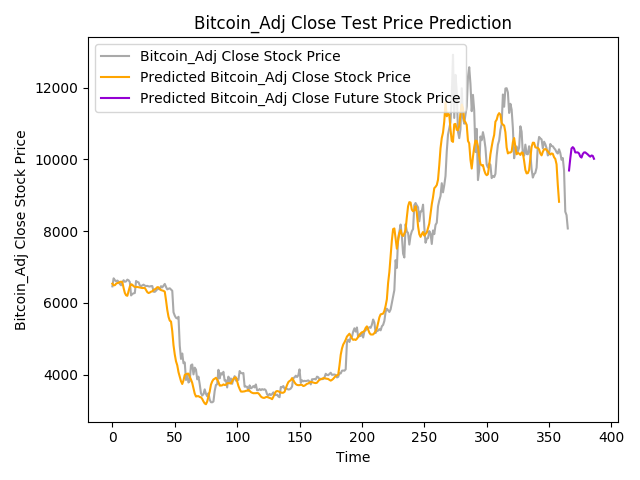 Bitcoin_Adj Close Test Price Prediction
Bitcoin_Adj Close Stock Price
Predicted Bitcoin_Adj Close Stock Price
Predicted Bitcoin_Adj Close Future Stock Price
Bitcoin_Adj Close Stock Price
12000
10000
8000
6000
4000
0 50 100 150 200 250 300 350 400
Time